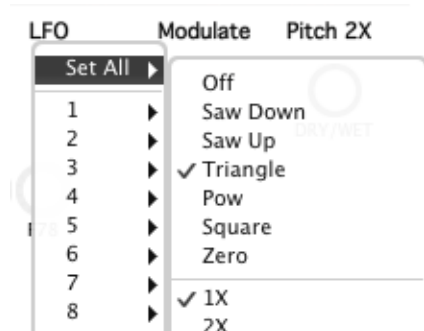 LFO Modulate Pitch 2X
Set All
1
2
3
4
5
6
7
8
Off
Saw Down
Saw Up
✓ Triangle
Pow
Square
Zero
✓ 1X
2X
DRY/WET